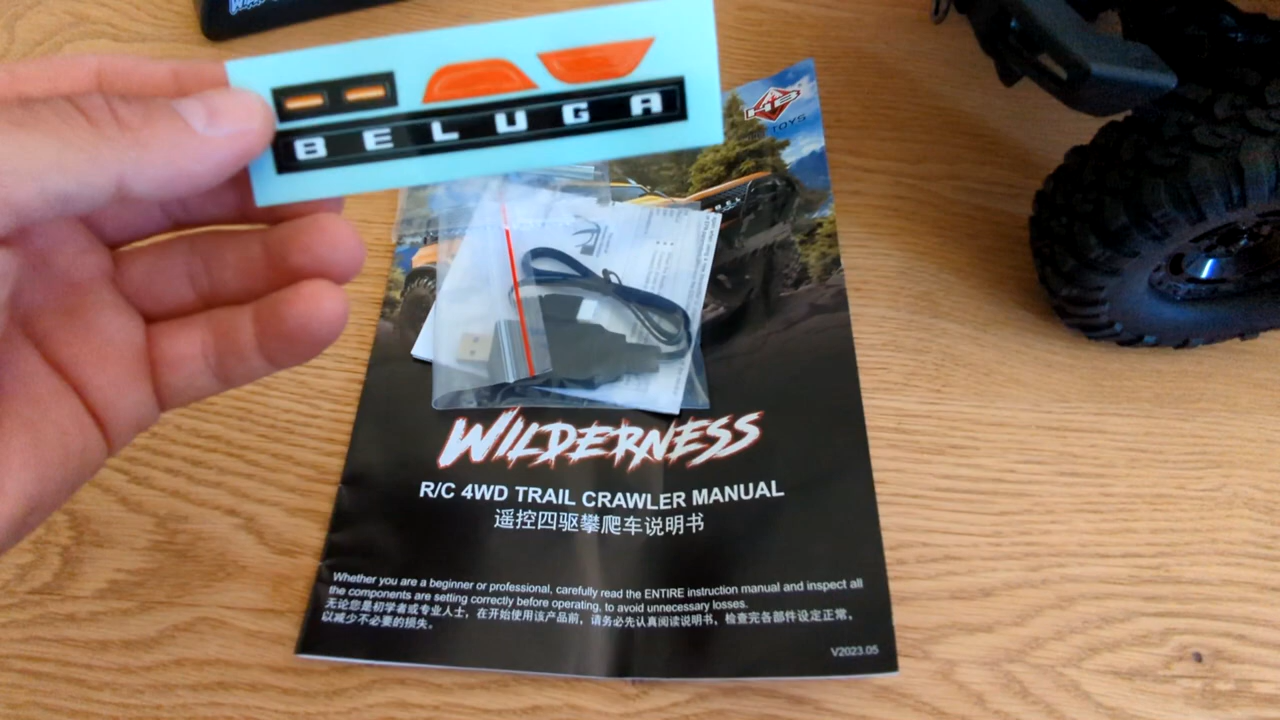 BELUGA
HB
TOYS
WILDERNESS
R/C 4WD TRAIL CRAWLER MANUAL
遥控四驱攀爬车说明书
Whether you are a beginner or professional, carefully read the ENTIRE instruction manual and inspect all
the components are setting correctly before operating, to avoid unnecessary losses.
无论您是初学者或专业人士，在开始使用该产品前，请务必先认真阅读说明书，检查完各部件设定正常，
以减少不必要的损失。
V2023.05